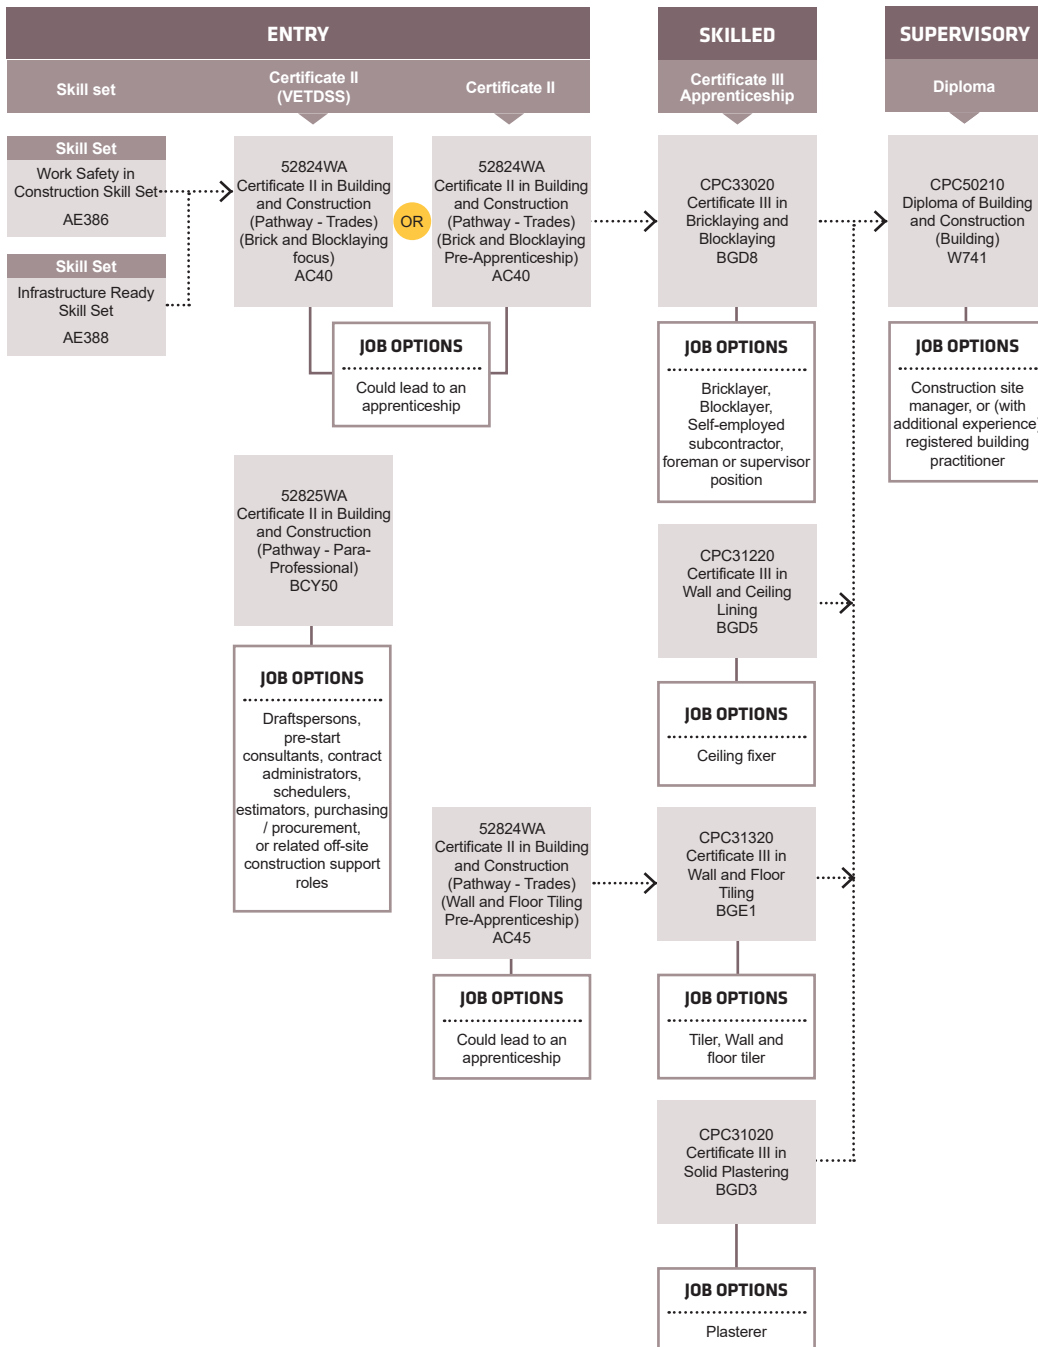 ENTRY
SKILLED
SUPERVISORY
Skill set
Certificate II
(VETDSS)
Certificate II
Certificate III
Apprenticeship
Diploma
Skill Set
Work Safety in
Construction Skill Set
AE386
Skill Set
Infrastructure Ready
Skill Set
AE388
52824WA
Certificate II in Building
and Construction
(Pathway - Trades)
(Brick and Blocklaying
focus)
AC40
OR
52824WA
Certificate II in Building
and Construction
(Pathway - Trades)
(Brick and Blocklaying
Pre-Apprenticeship)
AC40
JOB OPTIONS
Could lead to an
apprenticeship
CPC33020
Certificate III in
Bricklaying and
Blocklaying
BGD8
JOB OPTIONS
Bricklayer,
Blocklayer,
Self-employed
subcontractor,
foreman or supervisor
position
CPC50210
Diploma of Building
and Construction
(Building)
W741
JOB OPTIONS
Construction site
manager, or (with
additional experience)
registered building
practitioner
52825WA
Certificate II in Building
and Construction
(Pathway - Para-
Professional)
BCY50
JOB OPTIONS
Draftspersons,
pre-start
consultants, contract
administrators,
schedulers,
estimators, purchasing
/ procurement,
or related off-site
construction support
roles
CPC31220
Certificate III in
Wall and Ceiling
Lining
BGD5
JOB OPTIONS
Ceiling fixer
52824WA
Certificate II in Building
and Construction
(Pathway - Trades)
(Wall and Floor Tiling
Pre-Apprenticeship)
AC45
JOB OPTIONS
Could lead to an
apprenticeship
CPC31320
Certificate III in
Wall and Floor
Tiling
BGE1
JOB OPTIONS
Tiler, Wall and
floor tiler
CPC31020
Certificate III in
Solid Plastering
BGD3
JOB OPTIONS
Plasterer